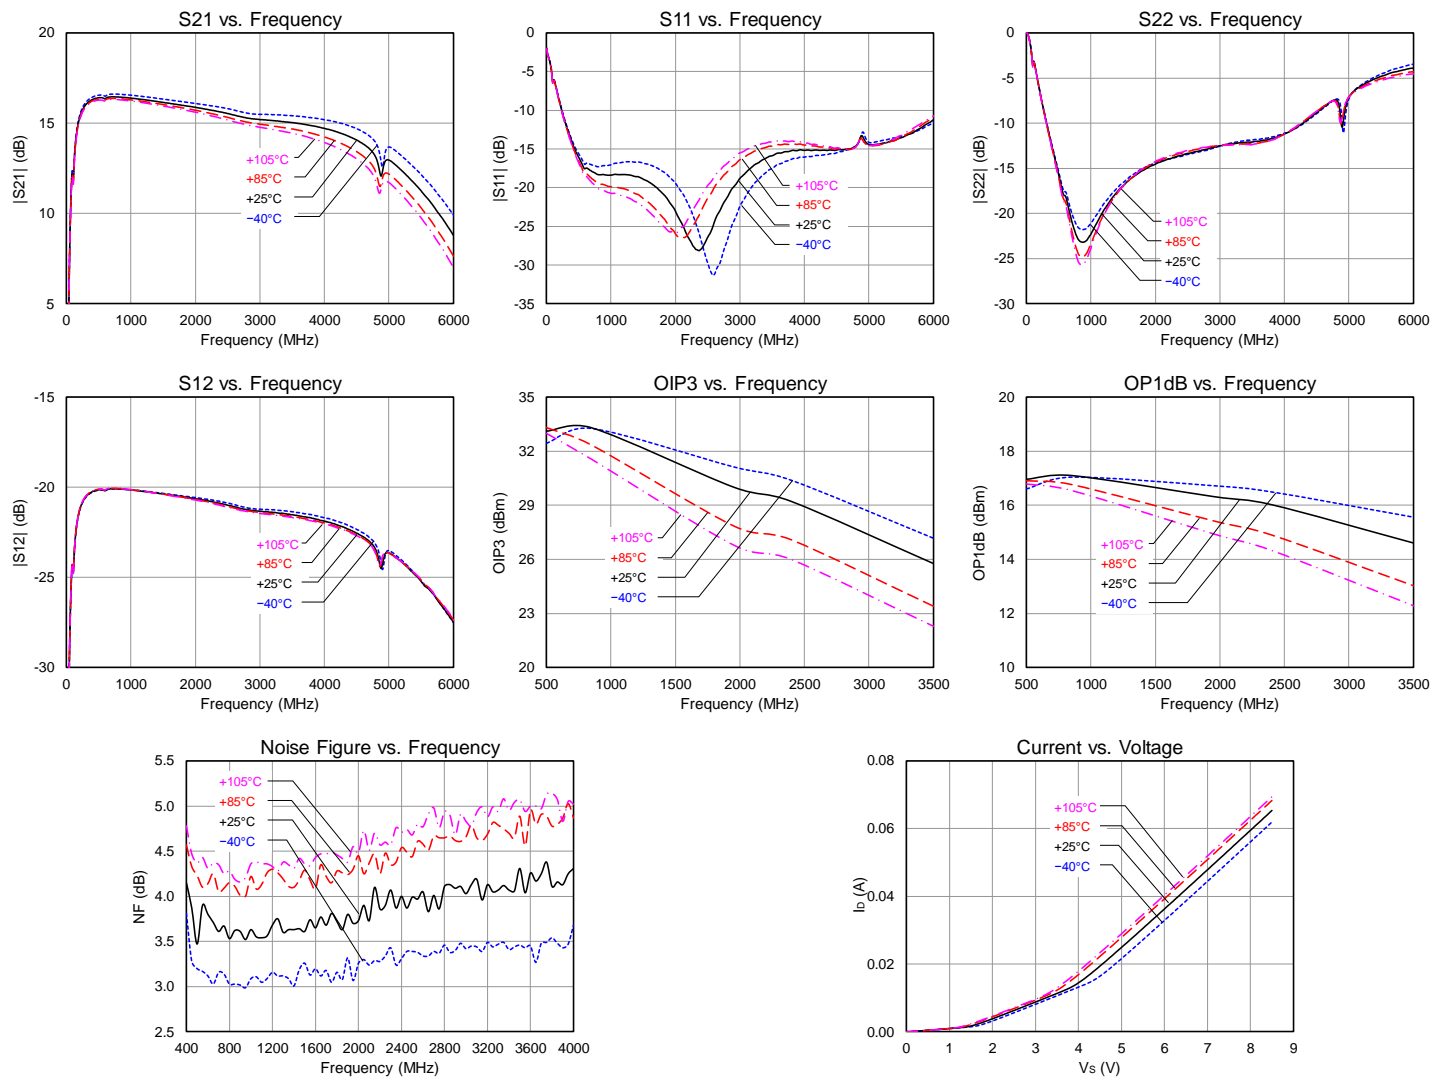 S21 vs. Frequency
|S21| (dB)
20
15
10
5
+105°C
+85°C
+25°C
−40°C
0 1000 2000 3000 4000 5000 6000
Frequency (MHz)
S11 vs. Frequency
|S11| (dB)
0
-5
-10
-15
-20
-25
-30
-35
+105°C
+85°C
+25°C
−40°C
0 1000 2000 3000 4000 5000 6000
Frequency (MHz)
S22 vs. Frequency
|S22| (dB)
0
-5
-10
-15
-20
-25
-30
+105°C
+85°C
+25°C
−40°C
0 1000 2000 3000 4000 5000 6000
Frequency (MHz)
S12 vs. Frequency
|S12| (dB)
-15
-20
-25
-30
+105°C
+85°C
+25°C
−40°C
0 1000 2000 3000 4000 5000 6000
Frequency (MHz)
OIP3 vs. Frequency
OIP3 (dBm)
35
32
29
26
23
20
+105°C
+85°C
+25°C
−40°C
500 1000 1500 2000 2500 3000 3500
Frequency (MHz)
OP1dB vs. Frequency
OP1dB (dBm)
20
18
16
14
12
10
+105°C
+85°C
+25°C
−40°C
500 1000 1500 2000 2500 3000 3500
Frequency (MHz)
Noise Figure vs. Frequency
NF (dB)
5.5
5.0
4.5
4.0
3.5
3.0
2.5
+105°C
+85°C
+25°C
−40°C
400 800 1200 1600 2000 2400 2800 3200 3600 4000
Frequency (MHz)
Current vs. Voltage
ID (A)
0.08
0.06
0.04
0.02
0.00
+105°C
+85°C
+25°C
−40°C
0 1 2 3 4 5 6 7 8 9
VS (V)